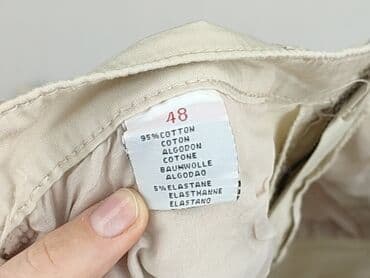 48
95%COTTON
COTON
ALGODON
COTONE
BAUMWOLLE
ALGODAO
5%ELASTANE
ELASTHANNE
ELASTANO